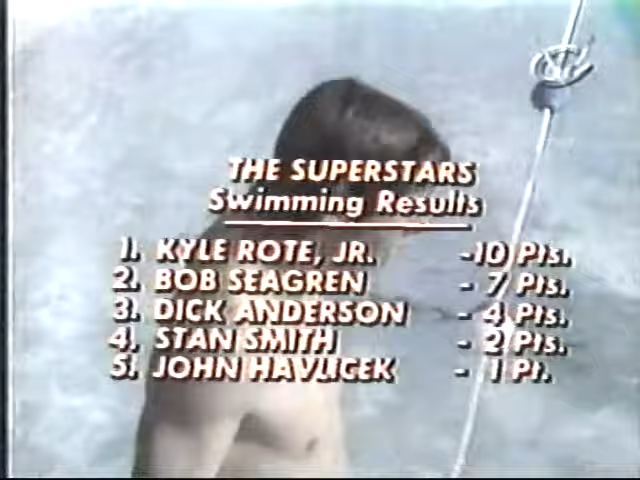 THE SUPERSTARS
Swimming Results
1. KYLE ROTE, JR. -10 Pts.
2. BOB SEAGREN - 7 Pts.
3. DICK ANDERSON - 4 Pts.
4. STAN SMITH - 2 Pts.
5. JOHN HAVLICEK - 1 Pt.